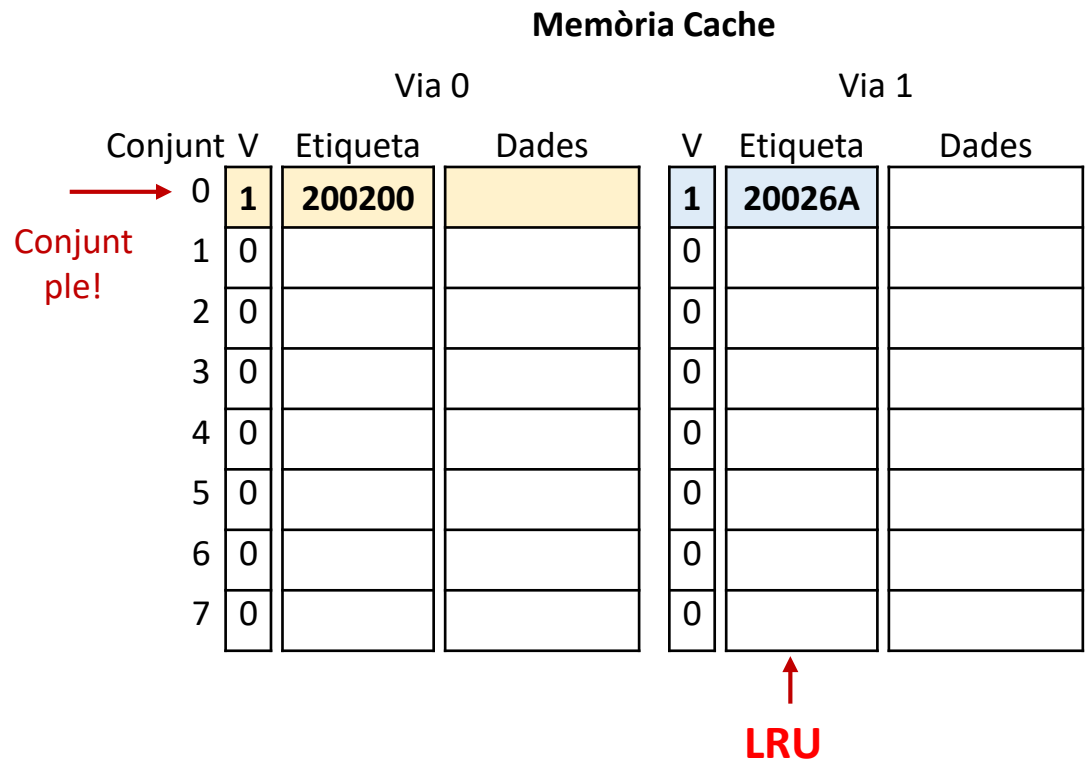 Memòria Cache
Via 0 Via 1
Conjunt V Etiqueta Dades V Etiqueta Dades
0 1 200200 1 20026A
Conjunt ple!
1 0 0
2 0 0
3 0 0
4 0 0
5 0 0
6 0 0
7 0 0
LRU